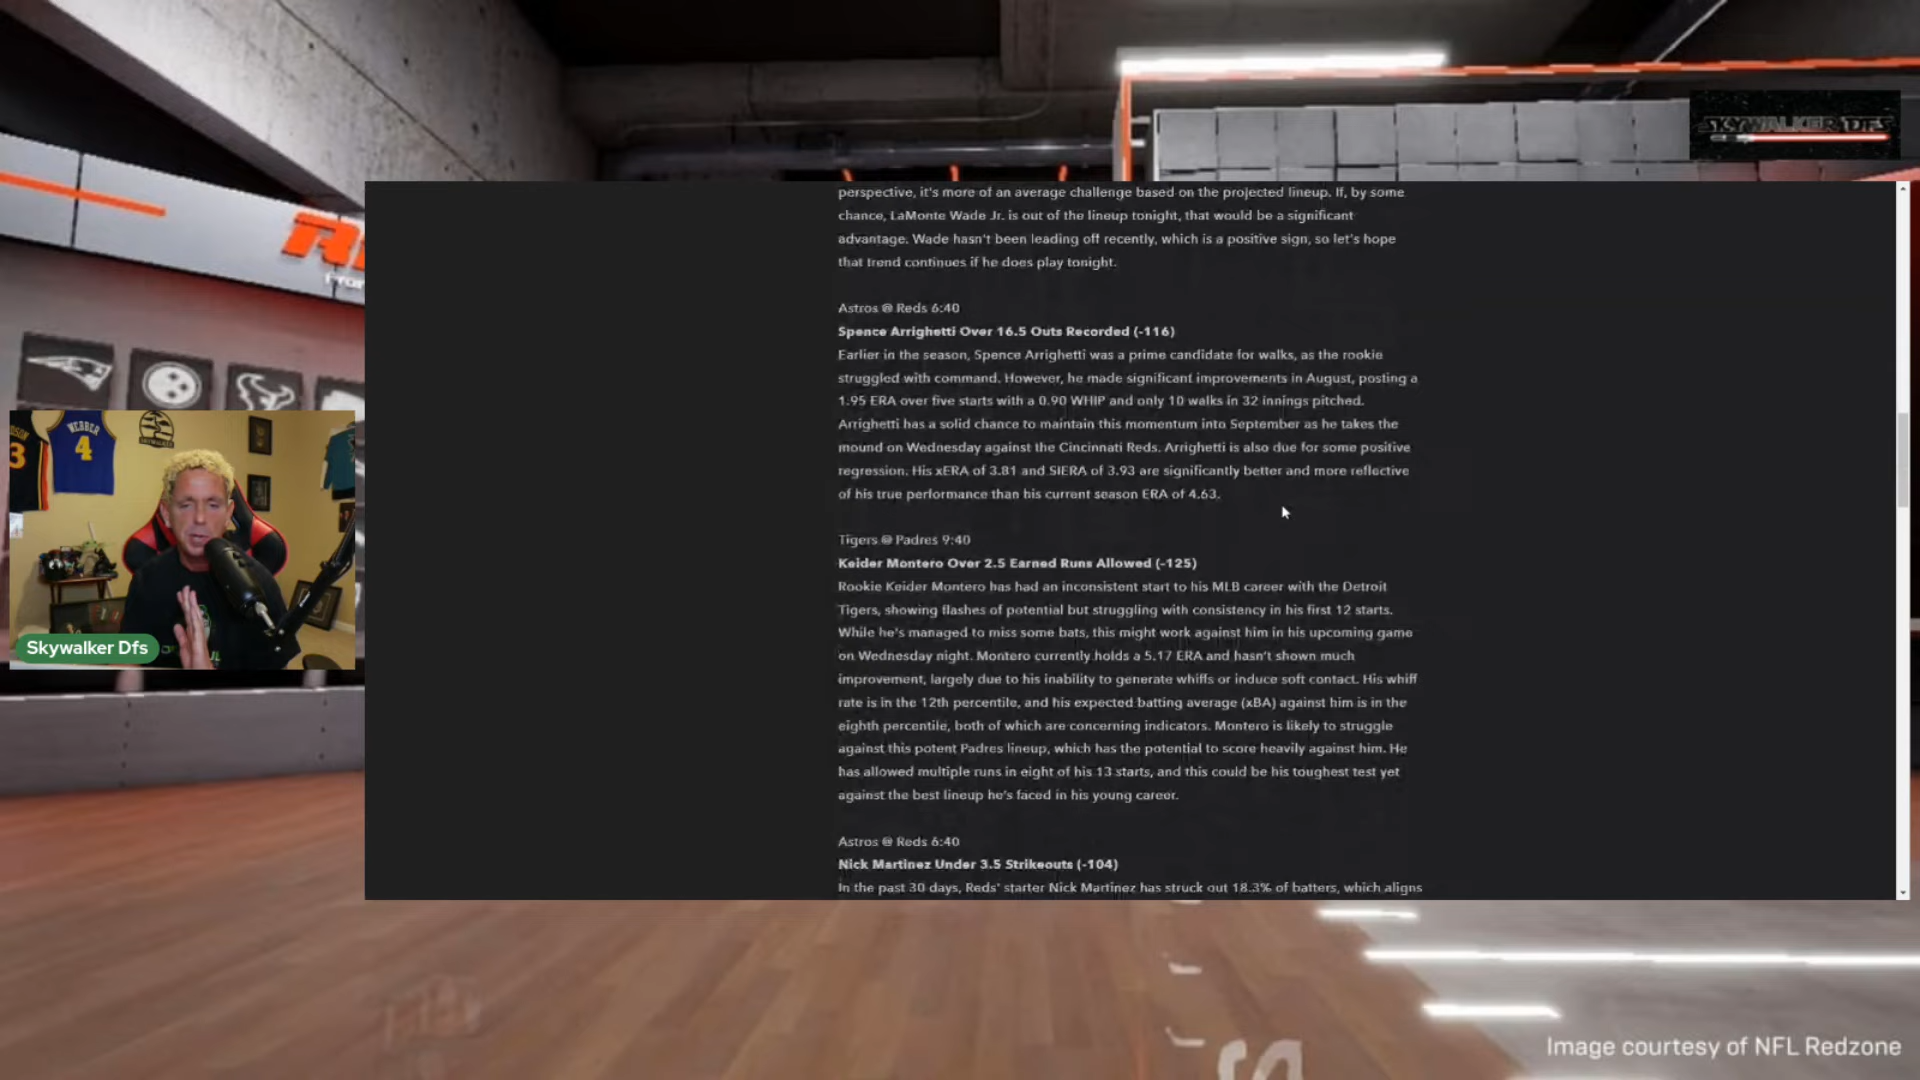 SKYWALKER DFS
perspective, it's more of an average challenge based on the projected lineup. If, by some
chance, LaMonte Wade Jr. is out of the lineup tonight, that would be a significant
advantage. Wade hasn't been leading off recently, which is a positive sign, so let's hope
that trend continues if he does play tonight.
Astros @ Reds 6:40
Spence Arrighetti Over 16.5 Outs Recorded (-116)
Earlier in the season, Spence Arrighetti was a prime candidate for walks, as the rookie
struggled with command. However, he made significant improvements in August, posting a
1.95 ERA over five starts with a 0.90 WHIP and only 10 walks in 32 innings pitched.
Arrighetti has a solid chance to maintain this momentum into September as he takes the
mound on Wednesday against the Cincinnati Reds. Arrighetti is also due for some positive
regression. His xERA of 3.81 and SIERA of 3.93 are significantly better and more reflective
of his true performance than his current season ERA of 4.63.
Tigers @ Padres 9:40
Keider Montero Over 2.5 Earned Runs Allowed (-125)
Rookie Keider Montero has had an inconsistent start to his MLB career with the Detroit
Tigers, showing flashes of potential but struggling with consistency in his first 12 starts.
While he's managed to miss some bats, this might work against him in his upcoming game
on Wednesday night. Montero currently holds a 5.17 ERA and hasn't shown much
improvement, largely due to his inability to generate whiffs or induce soft contact. His whiff
rate is in the 12th percentile, and his expected batting average (xBA) against him is in the
eighth percentile, both of which are concerning indicators. Montero is likely to struggle
against this potent Padres lineup, which has the potential to score heavily against him. He
has allowed multiple runs in eight of his 13 starts, and this could be his toughest test yet
against the best lineup he's faced in his young career.
Astros @ Reds 6:40
Nick Martinez Under 3.5 Strikeouts (-104)
In the past 30 days, Reds' starter Nick Martinez has struck out 18.3% of batters, which aligns
WEBBER
4
3
Skywalker Dfs
Image courtesy of NFL Redzone